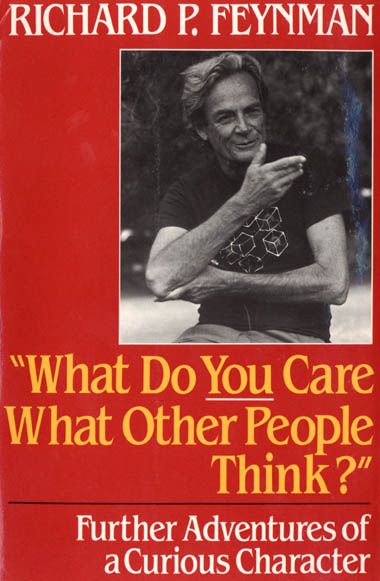 RICHARD P. FEYNMAN
"What Do You Care
What Other People
Think?"
Further Adventures of
a Curious Character